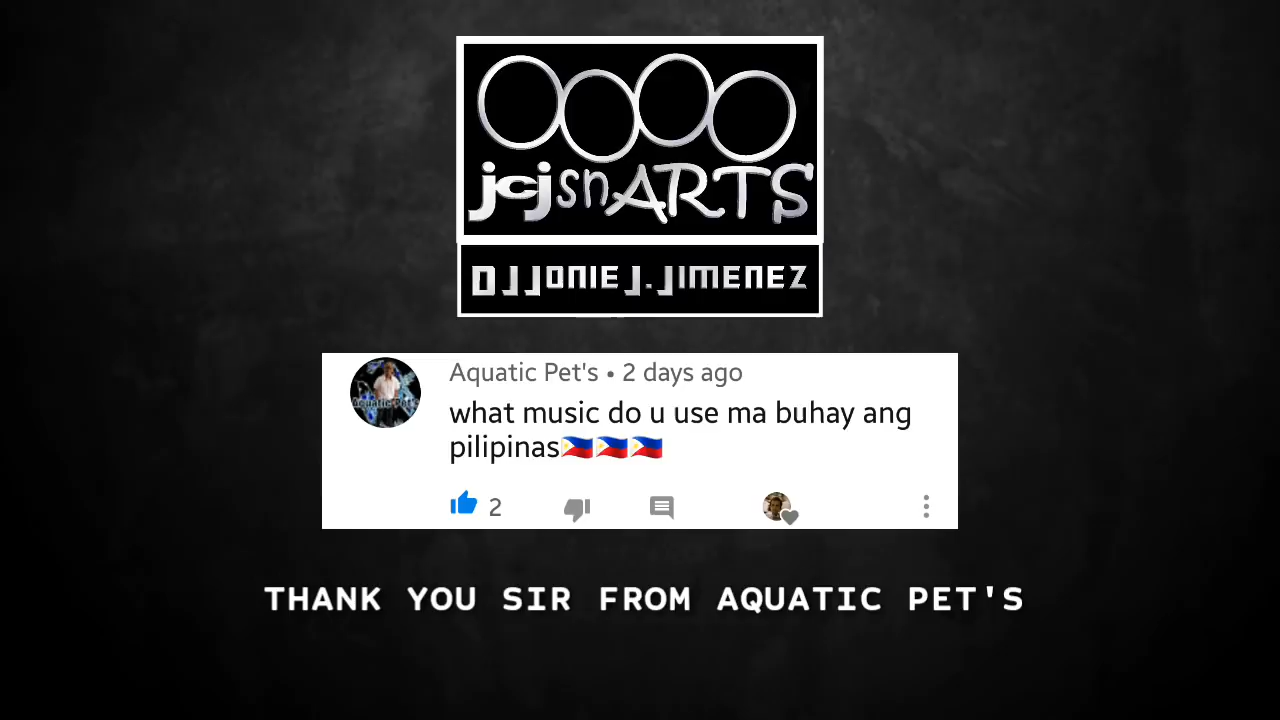 jcjsnARTS
DJ JONIE J. JIMENEZ
Aquatic Pet's • 2 days ago
what music do u use ma buhay ang
pilipinas🇵🇭🇵🇭🇵🇭
2
THANK YOU SIR FROM AQUATIC PET'S